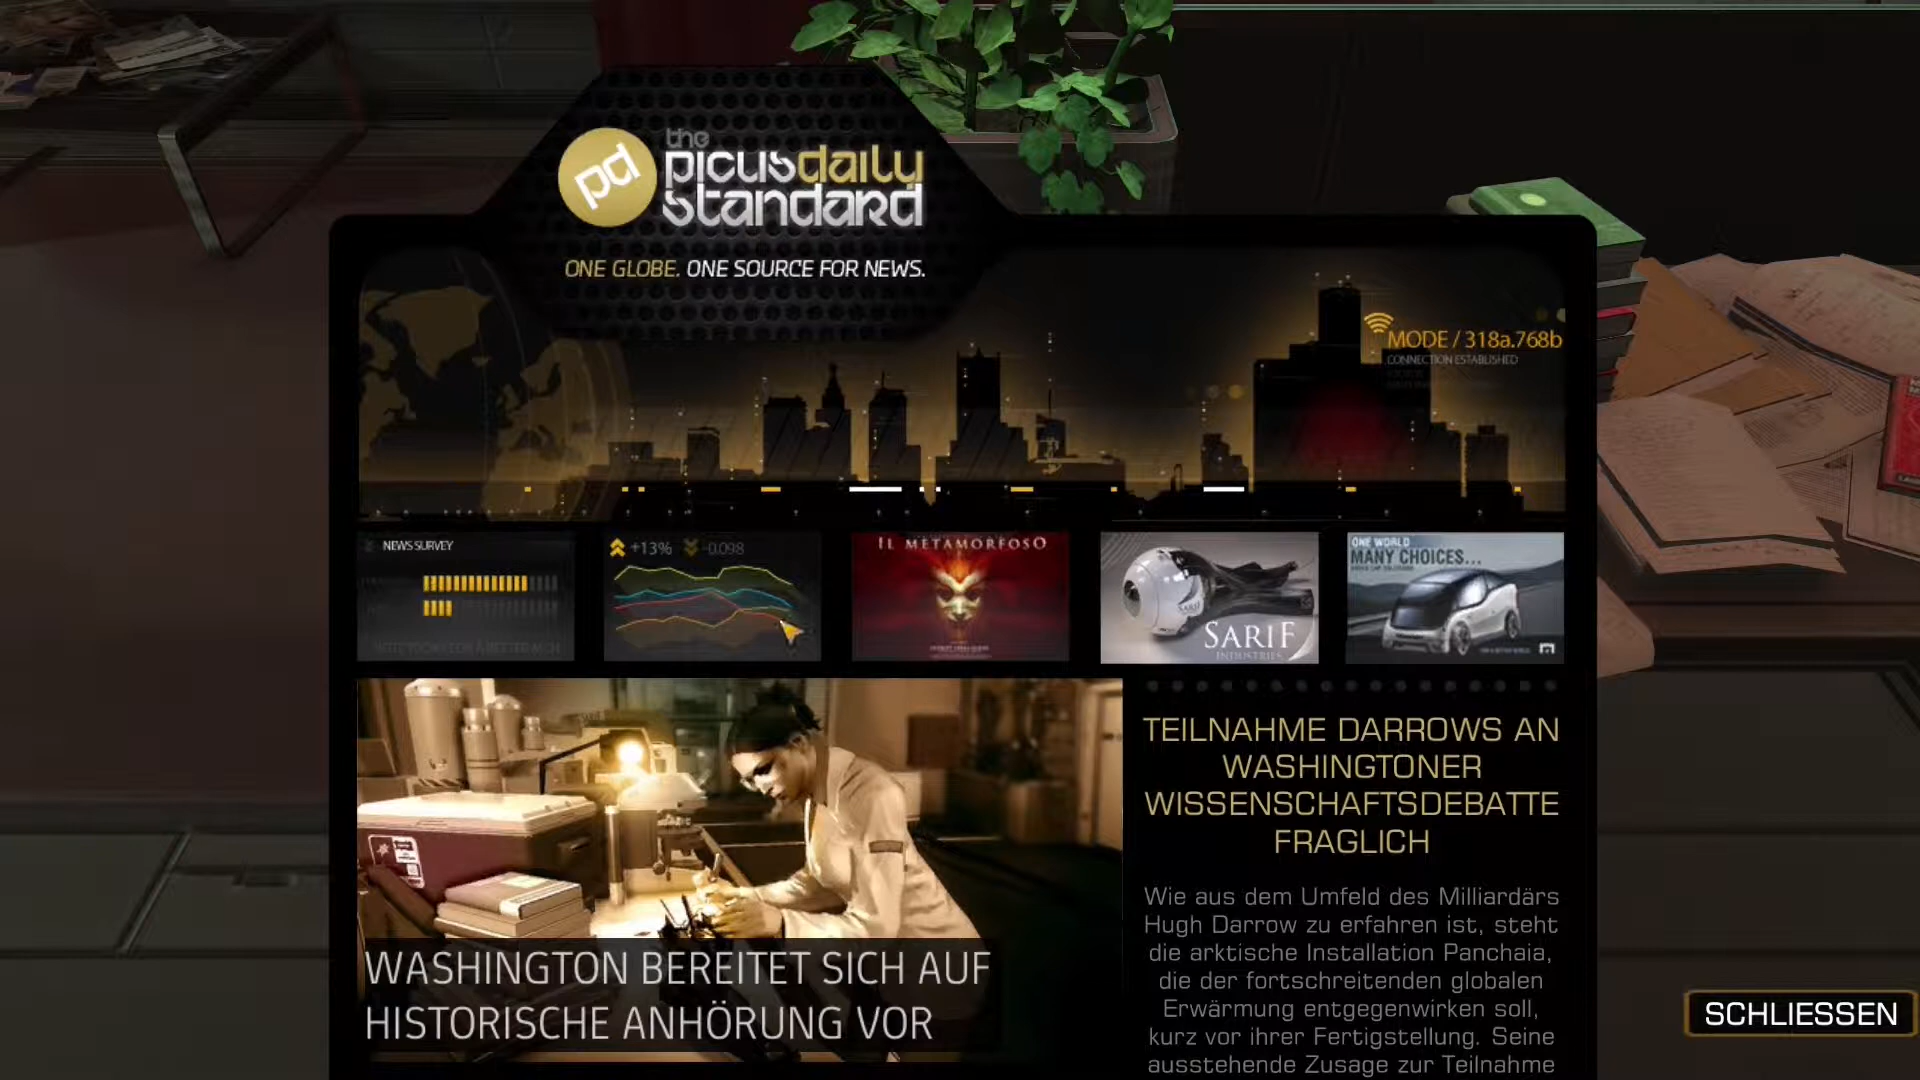 the
picusdaily
standard
pd
ONE GLOBE. ONE SOURCE FOR NEWS.
MODE / 318a.768b
CONNECTION ESTABLISHED
NEWS SURVEY
+13% -0.098
IL METAMORFOSO
SARIF
SARIF
INDUSTRIES
ONE WORLD
MANY CHOICES...
WASHINGTON BEREITET SICH AUF
HISTORISCHE ANHÖRUNG VOR
TEILNAHME DARROWS AN
WASHINGTONER
WISSENSCHAFTSDEBATTE
FRAGLICH
Wie aus dem Umfeld des Milliardärs
Hugh Darrow zu erfahren ist, steht
die arktische Installation Panchaia,
die der fortschreitenden globalen
Erwärmung entgegenwirken soll,
kurz vor ihrer Fertigstellung. Seine
ausstehende Zusage zur Teilnahme
SCHLIESSEN